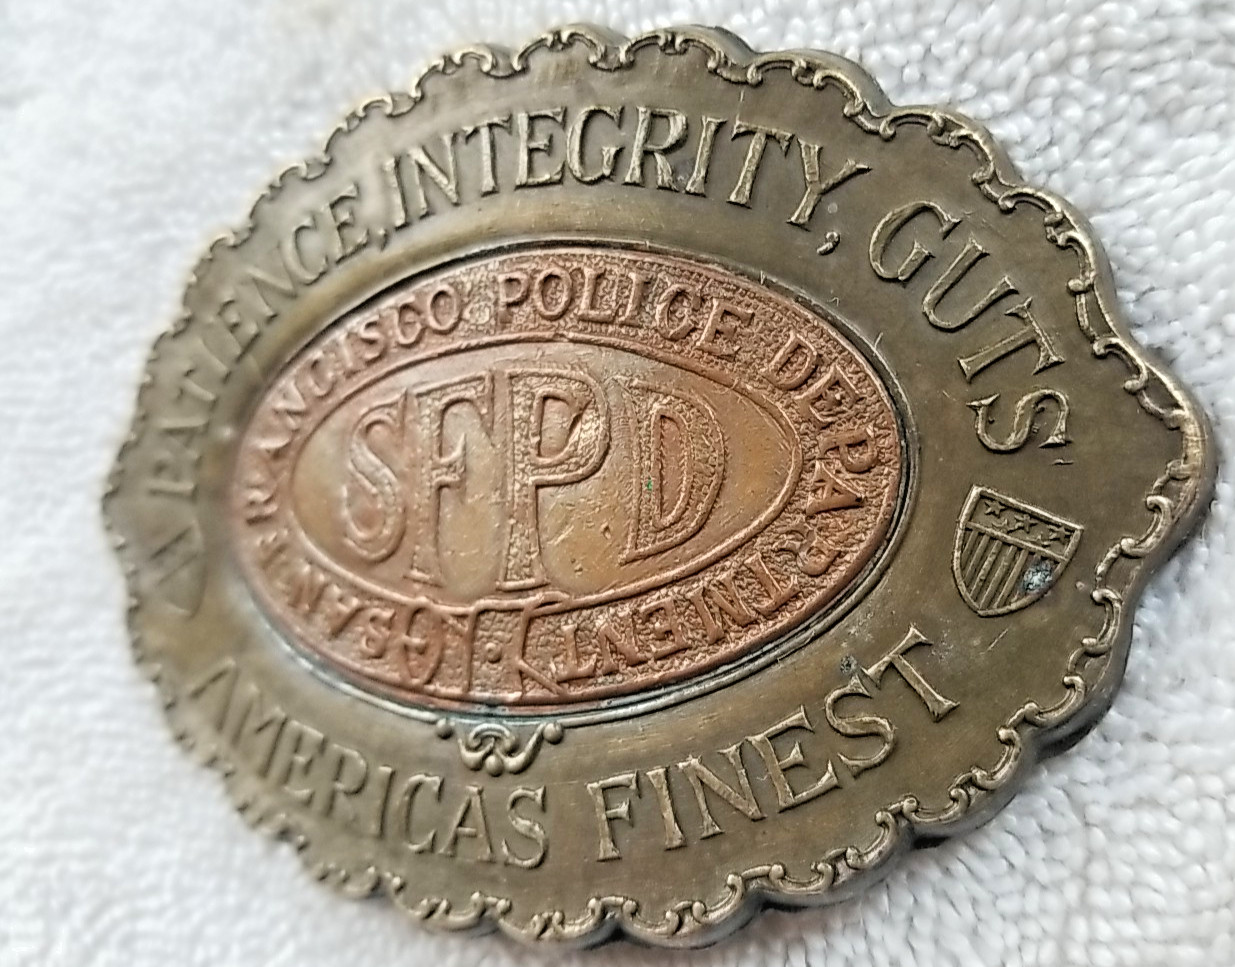 PATIENCE, INTEGRITY, GUTS
SAN FRANCISCO POLICE DEPARTMENT
SFPD
AMERICAS FINEST